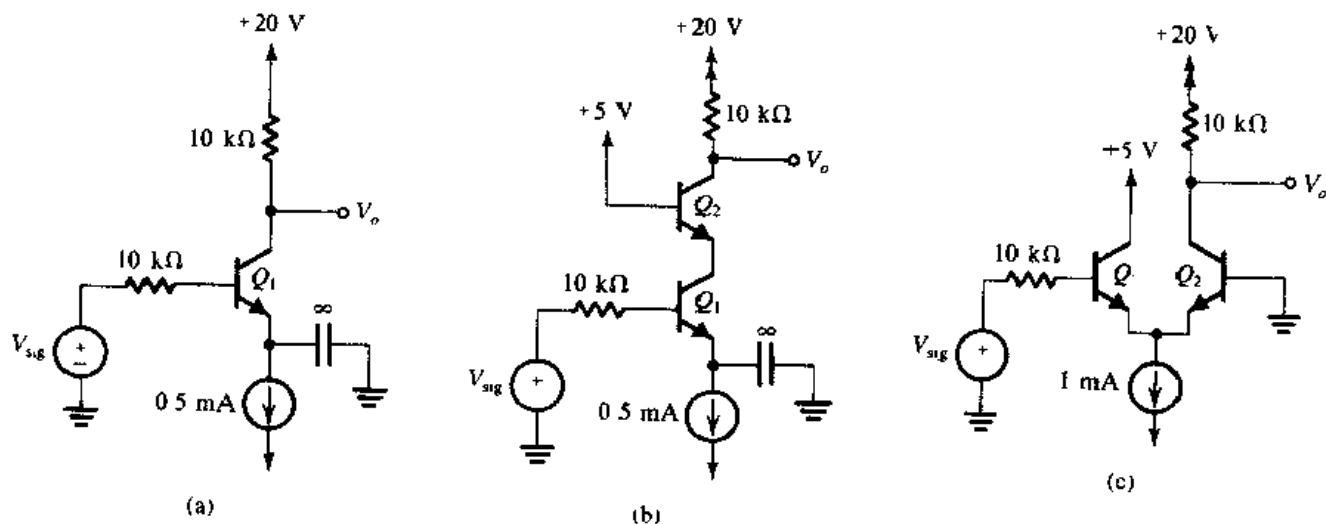 +20 V
10 kΩ
V_o
10 kΩ
Q_1
∞
V_sig
+
−
0 5 mA
(a)
+20 V
+5 V
10 kΩ
V_o
Q_2
10 kΩ
Q_1
∞
V_sig
+
0 5 mA
(b)
+20 V
10 kΩ
+5 V
V_o
10 kΩ
Q
Q_2
V_sig
+
1 mA
(c)